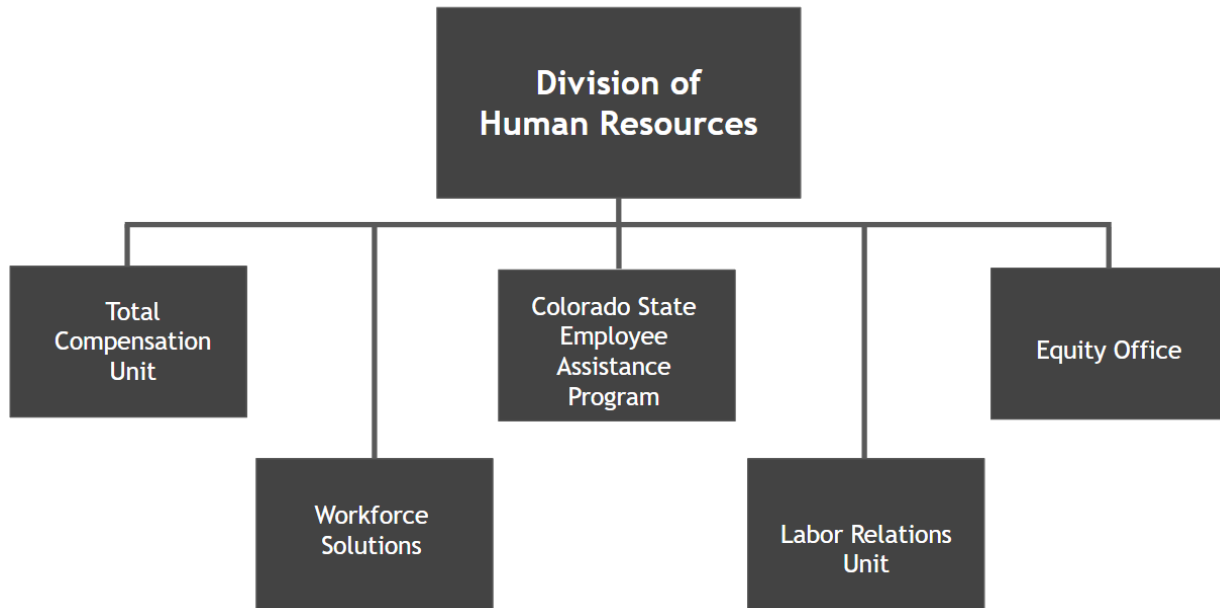 Division of
Human Resources
Total
Compensation
Unit
Workforce
Solutions
Colorado State
Employee
Assistance
Program
Labor Relations
Unit
Equity Office